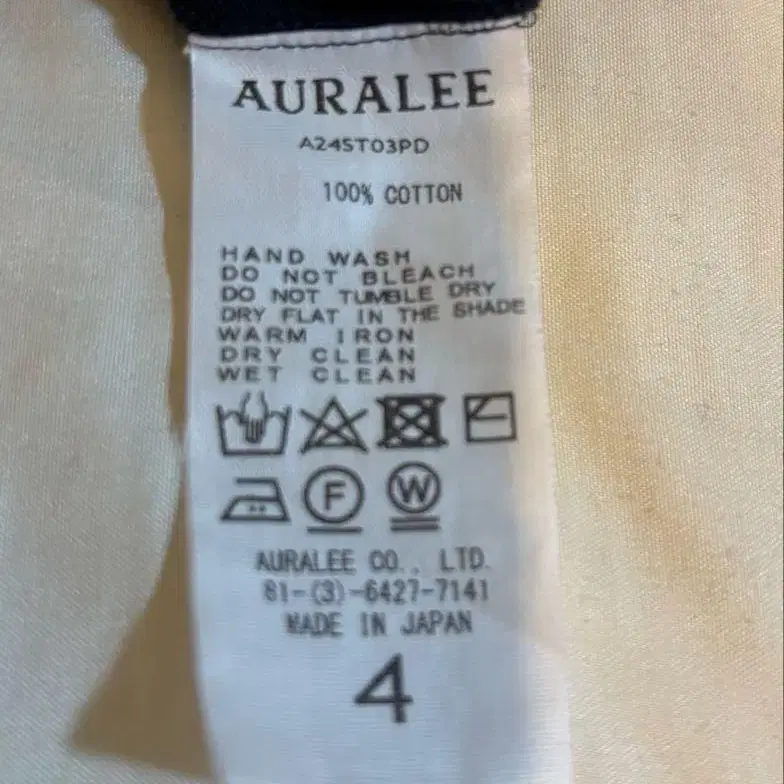 AURALEE
A24ST03PD
100% COTTON
HAND WASH
DO NOT BLEACH
DO NOT TUMBLE DRY
DRY FLAT IN THE SHADE
WARM IRON
DRY CLEAN
WET CLEAN
F W
AURALEE CO., LTD.
81-(3)-6427-7141
MADE IN JAPAN
4